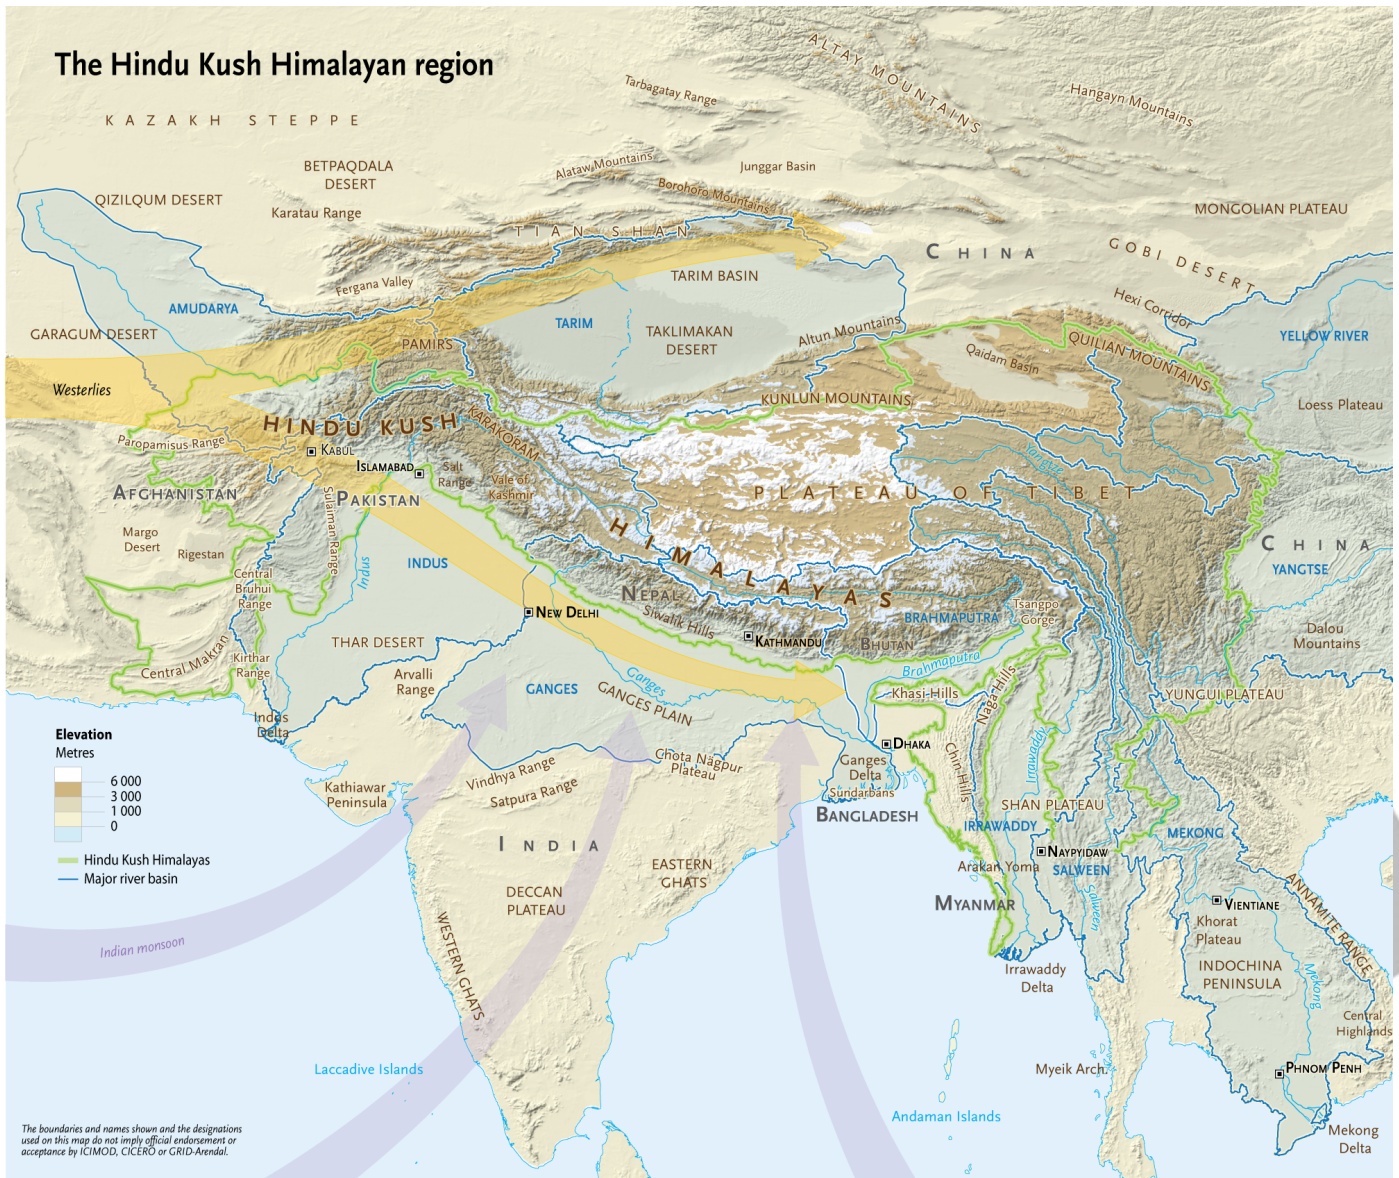 The Hindu Kush Himalayan region
ALTAY MOUNTAINS
Tarbagatay Range
Hangayn Mountains
KAZAKH STEPPE
BETPAQDALA
DESERT
Alataw Mountains
Junggar Basin
Borohoro Mountains
QIZILQUM DESERT
Karatau Range
MONGOLIAN PLATEAU
TIAN SHAN
CHINA
GOBI DESERT
Fergana Valley
TARIM BASIN
Hexi Corridor
AMUDARYA
TARIM
GARAGUM DESERT
TAKLIMAKAN
DESERT
Altun Mountains
YELLOW RIVER
PAMIRS
Qaidam Basin
QUILIAN MOUNTAINS
Westerlies
KUNLUN MOUNTAINS
Loess Plateau
HINDU KUSH
KARAKORAM
Paropamisus Range
KABUL
ISLAMABAD
Salt
Range
Vale of
Kashmir
Yangtze
AFGHANISTAN
PAKISTAN
PLATEAU OF TIBET
Sulaiman Range
Margo
Desert
Rigestan
HIMALAYAS
CHINA
INDUS
Indus
YANGTSE
Central
Bruhui
Range
NEPAL
Siwalik Hills
NEW DELHI
BRAHMAPUTRA
Tsangpo
Gorge
THAR DESERT
KATHMANDU
BHUTAN
Dalou
Mountains
Central Makran
Kirthar
Range
Brahmaputra
Arvalli
Range
GANGES
Ganges
GANGES PLAIN
Khasi-Hills
Naga Hills
YUNGUI PLATEAU
Indus
Delta
Elevation
Metres
6 000
3 000
1 000
0
Hindu Kush Himalayas
Major river basin
DHAKA
Irrawaddy
Chin Hills
Vindhya Range
Chota Nagpur
Plateau
Ganges
Delta
Sundarbans
Kathiawar
Peninsula
Satpura Range
BANGLADESH
SHAN PLATEAU
IRRAWADDY
MEKONG
INDIA
NAYPYIDAW
SALWEEN
EASTERN
GHATS
Arakan Yoma
DECCAN
PLATEAU
MYANMAR
Salween
VIENTIANE
Khorat
Plateau
ANNAMITE RANGE
Indian monsoon
WESTERN GHATS
Irrawaddy
Delta
INDOCHINA
PENINSULA
Mekong
Central
Highlands
Laccadive Islands
Myeik Arch.
PHNOM PENH
Andaman Islands
Mekong
Delta
The boundaries and names shown and the designations
used on this map do not imply official endorsement or
acceptance by ICIMOD, CICERO or GRID-Arendal.